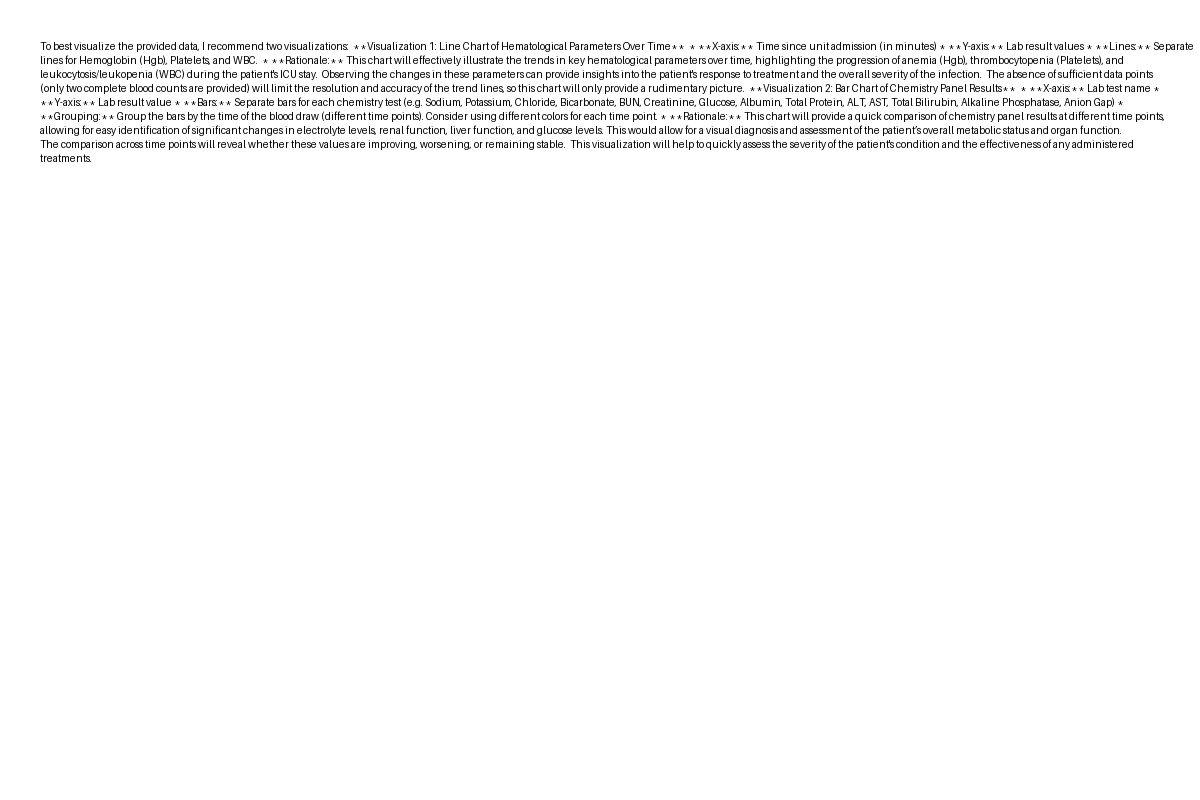 To best visualize the provided data, I recommend two visualizations:  **Visualization 1: Line Chart of Hematological Parameters Over Time**  * **X-axis:** Time since unit admission (in minutes) * **Y-axis:** Lab result values * **Lines:** Separate
lines for Hemoglobin (Hgb), Platelets, and WBC.  * **Rationale:** This chart will effectively illustrate the trends in key hematological parameters over time, highlighting the progression of anemia (Hgb), thrombocytopenia (Platelets), and
leukocytosis/leukopenia (WBC) during the patient's ICU stay.  Observing the changes in these parameters can provide insights into the patient's response to treatment and the overall severity of the infection.  The absence of sufficient data points
(only two complete blood counts are provided) will limit the resolution and accuracy of the trend lines, so this chart will only provide a rudimentary picture.  **Visualization 2: Bar Chart of Chemistry Panel Results**  * **X-axis:** Lab test name *
**Y-axis:** Lab result value * **Bars:** Separate bars for each chemistry test (e.g. Sodium, Potassium, Chloride, Bicarbonate, BUN, Creatinine, Glucose, Albumin, Total Protein, ALT, AST, Total Bilirubin, Alkaline Phosphatase, Anion Gap) *
**Grouping:** Group the bars by the time of the blood draw (different time points). Consider using different colors for each time point. * **Rationale:** This chart will provide a quick comparison of chemistry panel results at different time points,
allowing for easy identification of significant changes in electrolyte levels, renal function, liver function, and glucose levels. This would allow for a visual diagnosis and assessment of the patient's overall metabolic status and organ function.
The comparison across time points will reveal whether these values are improving, worsening, or remaining stable.  This visualization will help to quickly assess the severity of the patient's condition and the effectiveness of any administered
treatments.